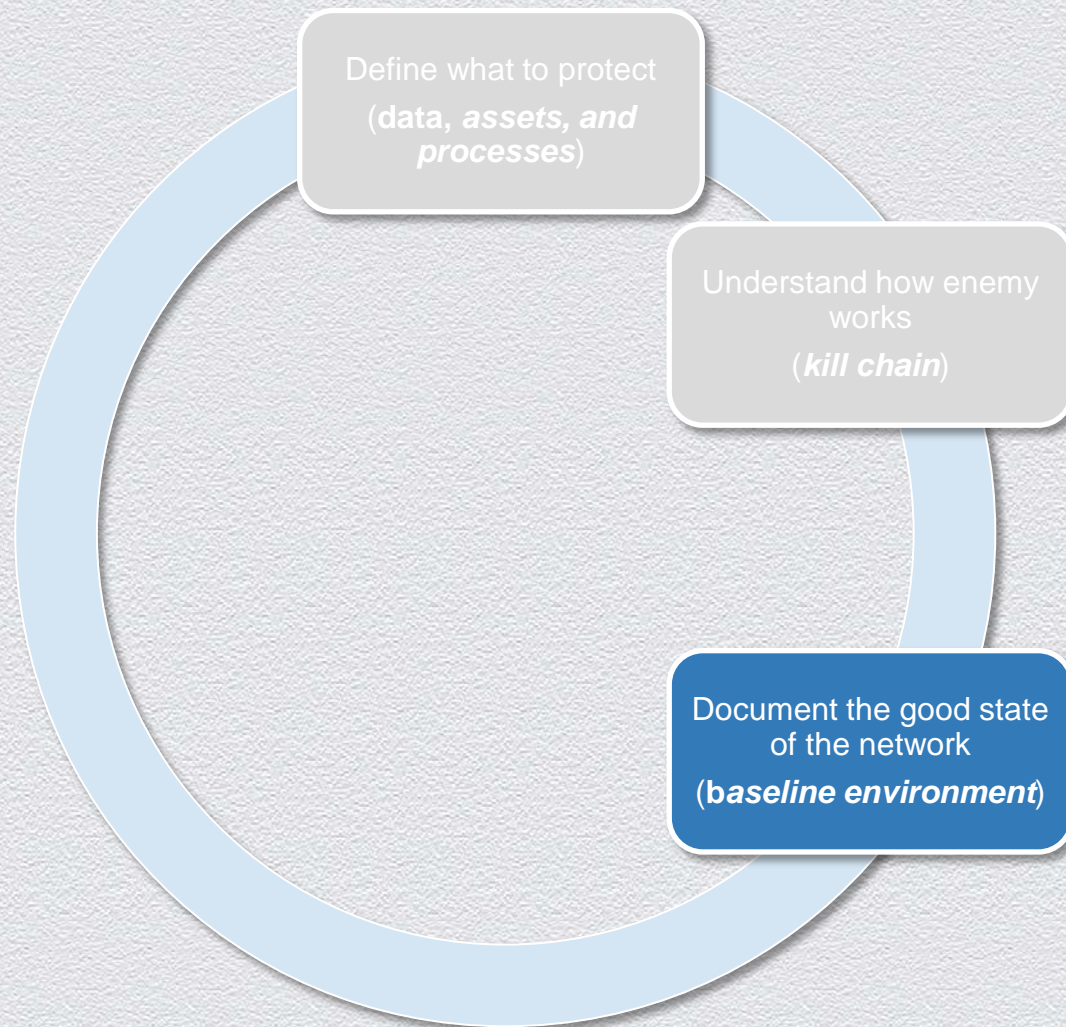 Define what to protect
(data, assets, and
processes)
Understand how enemy
works
(kill chain)
Document the good state
of the network
(baseline environment)